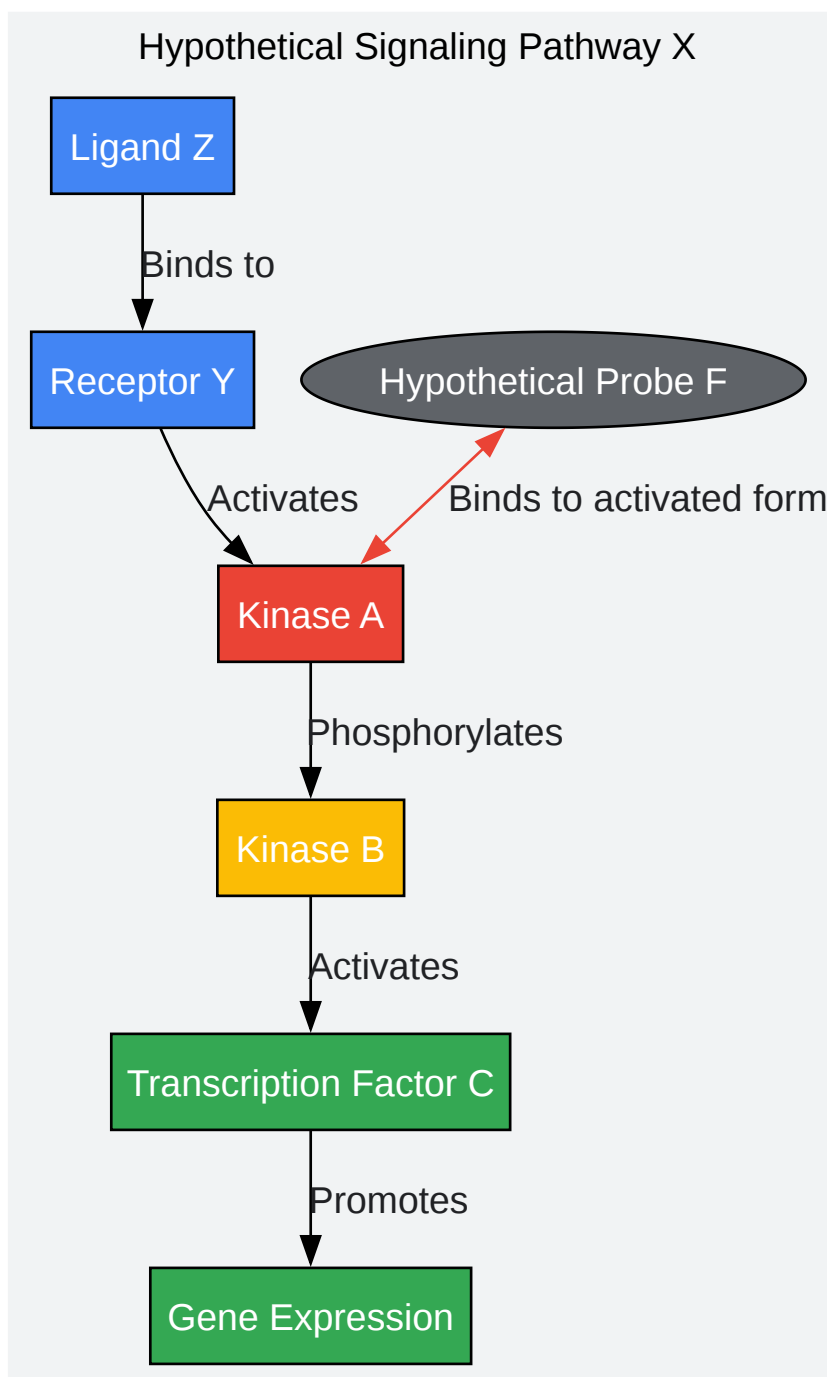 Hypothetical Signaling Pathway X
Ligand Z
Binds to
Receptor Y
Hypothetical Probe F
Activates
Binds to activated form
Kinase A
Phosphorylates
Kinase B
Activates
Transcription Factor C
Promotes
Gene Expression